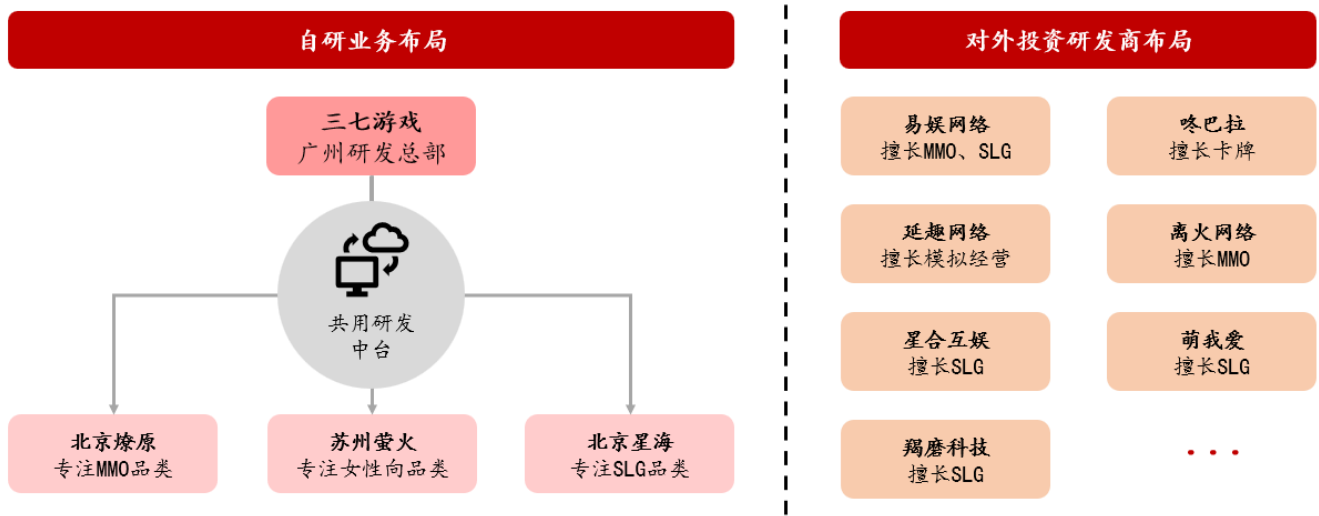 自研业务布局
三七游戏
广州研发总部
共用研发
中台
北京燎原
专注MMO品类
苏州萤火
专注女性向品类
北京星海
专注SLG品类
对外投资研发商布局
易娱网络
擅长MMO、SLG
咚巴拉
擅长卡牌
延趣网络
擅长模拟经营
离火网络
擅长MMO
星合互娱
擅长SLG
萌我爱
擅长SLG
羯磨科技
擅长SLG
...